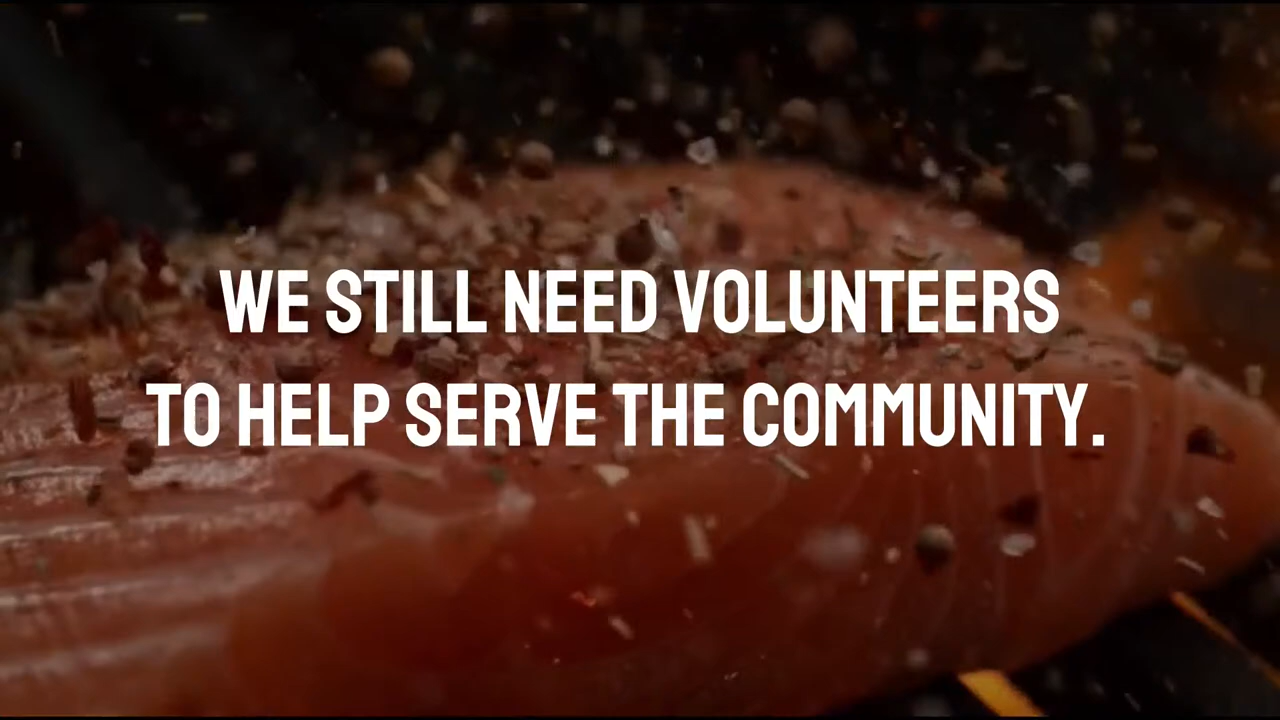 WE STILL NEED VOLUNTEERS
TO HELP SERVE THE COMMUNITY.